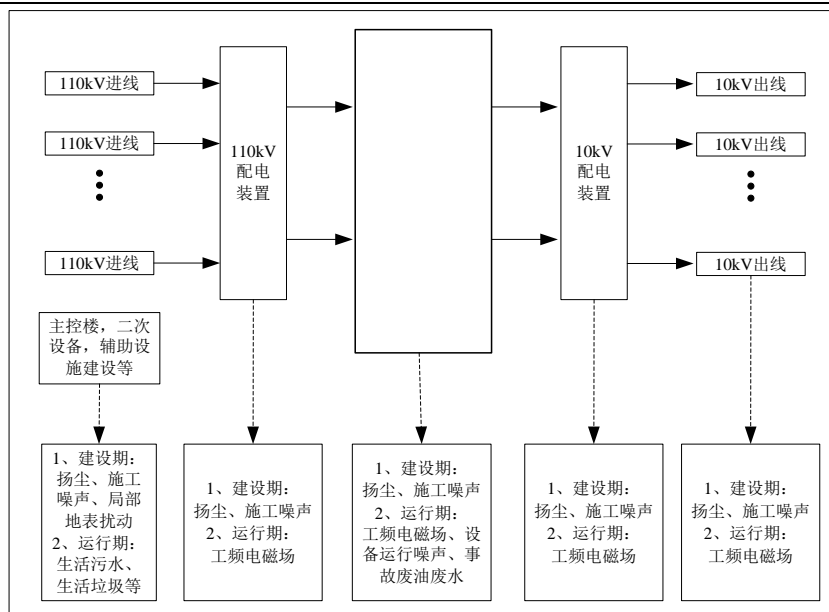 110kV进线
110kV进线
110kV进线
110kV
配电
装置
10kV
配电
装置
10kV出线
10kV出线
10kV出线
主控楼，二次
设备，辅助设
施建设等
1、建设期：
扬尘、施工
噪声、局部
地表扰动
2、运行期：
生活污水、
生活垃圾等
1、建设期：
扬尘、施工噪声
2、运行期：
工频电磁场
1、建设期：
扬尘、施工噪声
2、运行期：
工频电磁场、设
备运行噪声、事
故废油废水
1、建设期：
扬尘、施工噪声
2、运行期：
工频电磁场
1、建设期：
扬尘、施工噪声
2、运行期：
工频电磁场